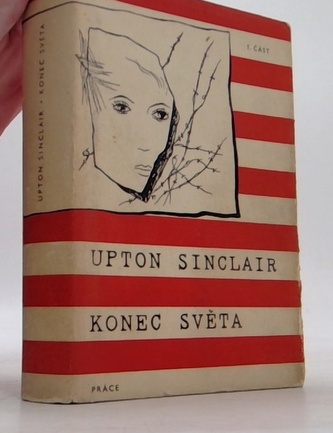 UPTON SINCLAIR • KONEC SVĚTA
1. ČÁST
UPTON SINCLAIR
KONEC SVĚTA
PRÁCE